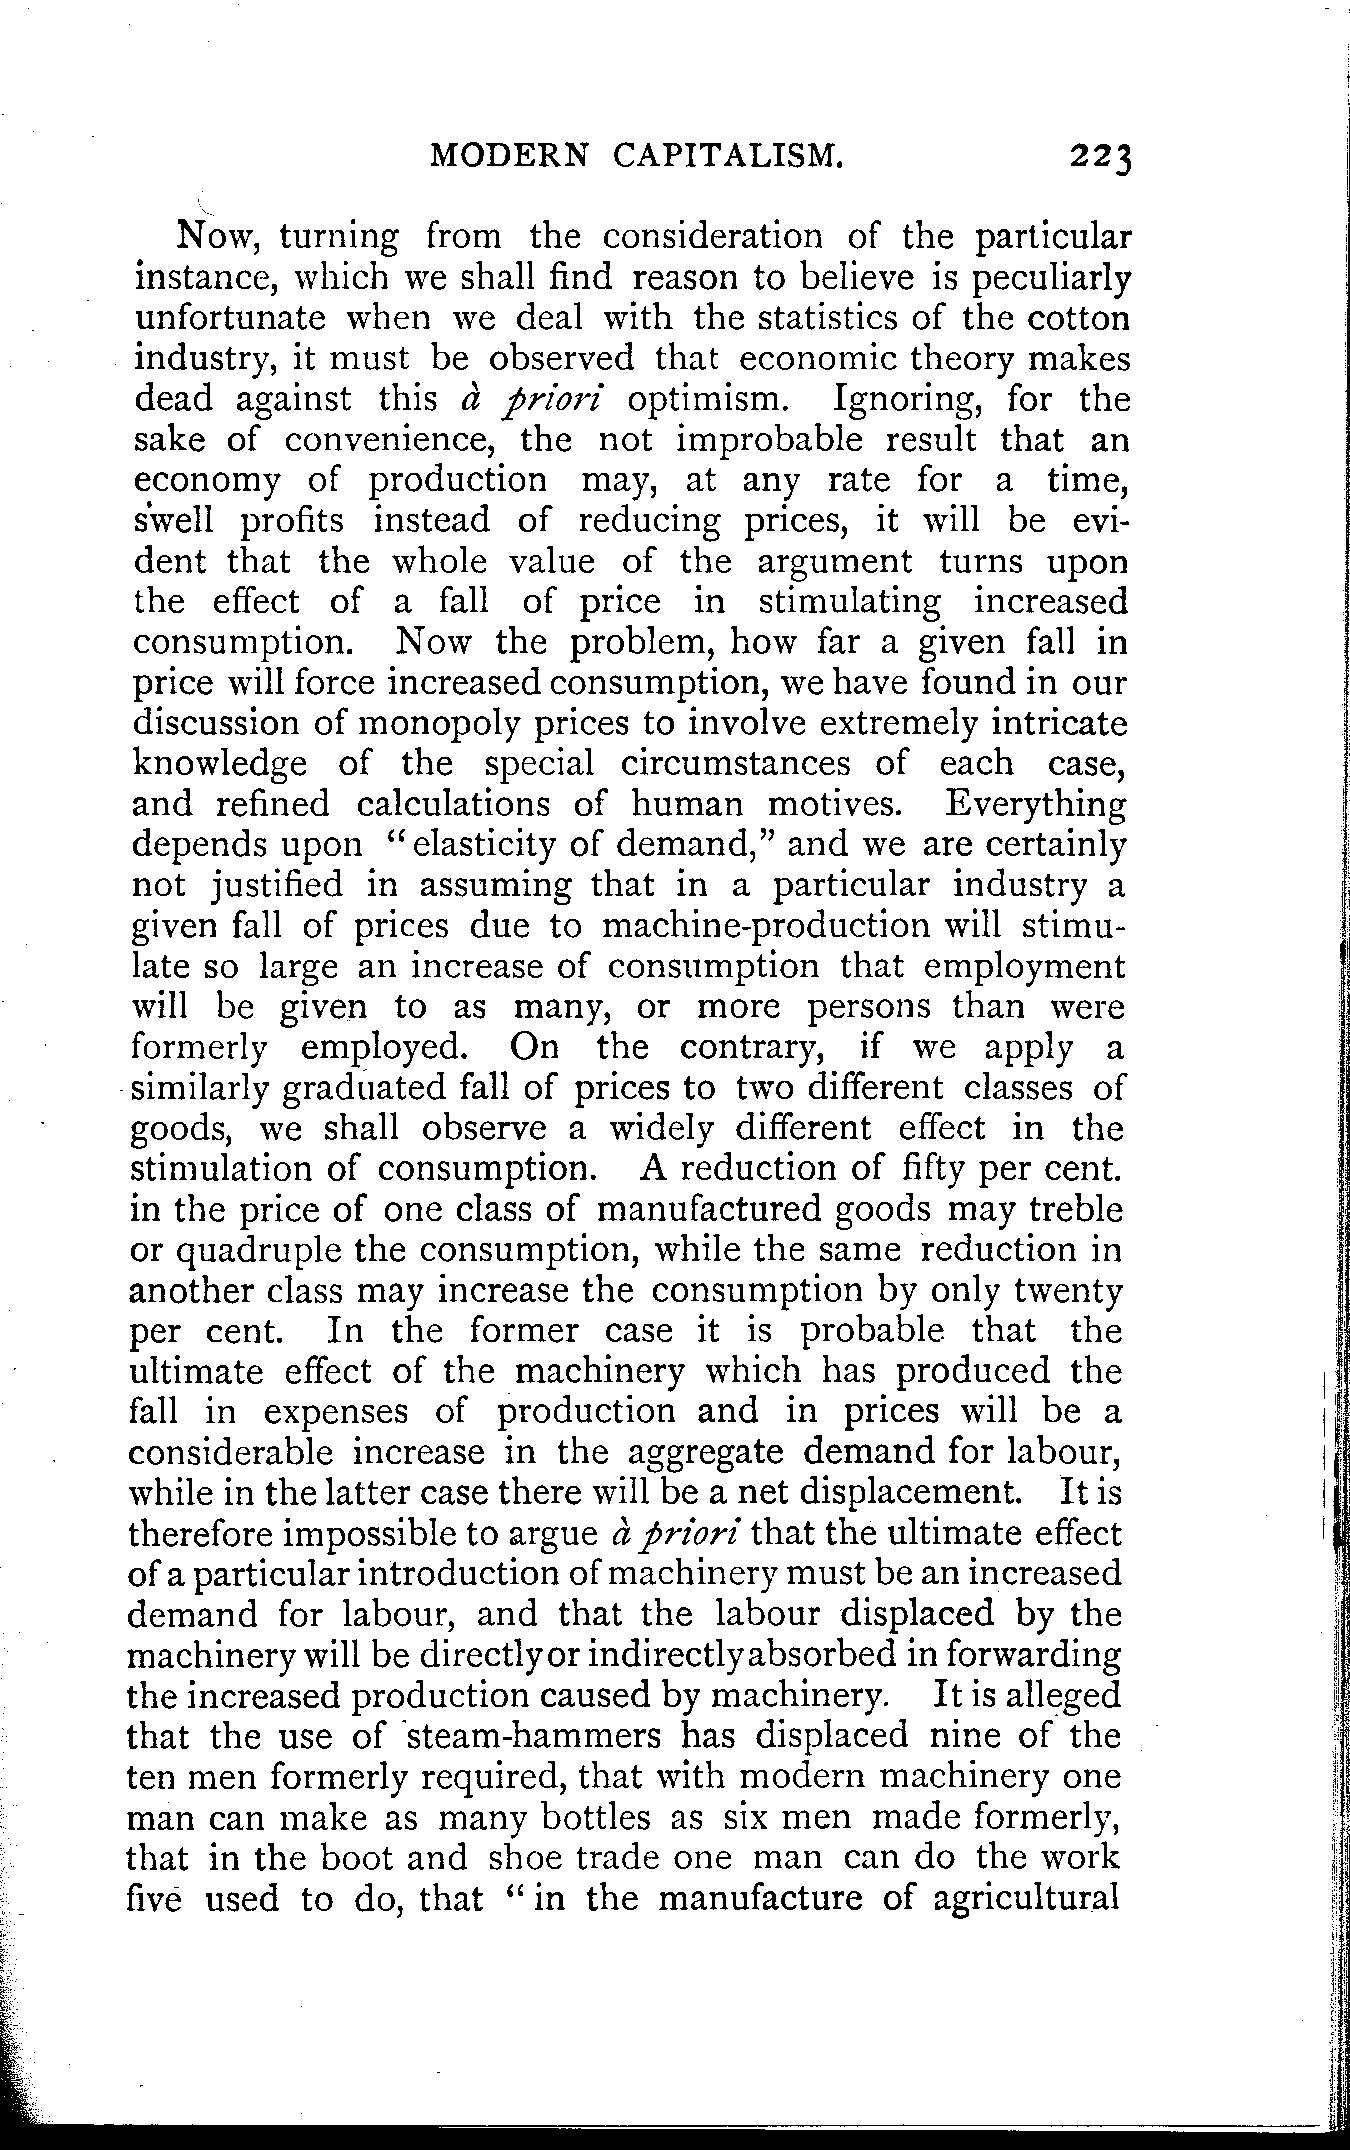 MODERN CAPITALISM. 223
Now, turning from the consideration of the particular
instance, which we shall find reason to believe is peculiarly
unfortunate when we deal with the statistics of the cotton
industry, it must be observed that economic theory makes
dead against this à priori optimism. Ignoring, for the
sake of convenience, the not improbable result that an
economy of production may, at any rate for a time,
swell profits instead of reducing prices, it will be evi-
dent that the whole value of the argument turns upon
the effect of a fall of price in stimulating increased
consumption. Now the problem, how far a given fall in
price will force increased consumption, we have found in our
discussion of monopoly prices to involve extremely intricate
knowledge of the special circumstances of each case,
and refined calculations of human motives. Everything
depends upon "elasticity of demand," and we are certainly
not justified in assuming that in a particular industry a
given fall of prices due to machine-production will stimu-
late so large an increase of consumption that employment
will be given to as many, or more persons than were
formerly employed. On the contrary, if we apply a
similarly graduated fall of prices to two different classes of
goods, we shall observe a widely different effect in the
stimulation of consumption. A reduction of fifty per cent.
in the price of one class of manufactured goods may treble
or quadruple the consumption, while the same reduction in
another class may increase the consumption by only twenty
per cent. In the former case it is probable that the
ultimate effect of the machinery which has produced the
fall in expenses of production and in prices will be a
considerable increase in the aggregate demand for labour,
while in the latter case there will be a net displacement. It is
therefore impossible to argue à priori that the ultimate effect
of a particular introduction of machinery must be an increased
demand for labour, and that the labour displaced by the
machinery will be directly or indirectly absorbed in forwarding
the increased production caused by machinery. It is alleged
that the use of steam-hammers has displaced nine of the
ten men formerly required, that with modern machinery one
man can make as many bottles as six men made formerly,
that in the boot and shoe trade one man can do the work
five used to do, that "in the manufacture of agricultural